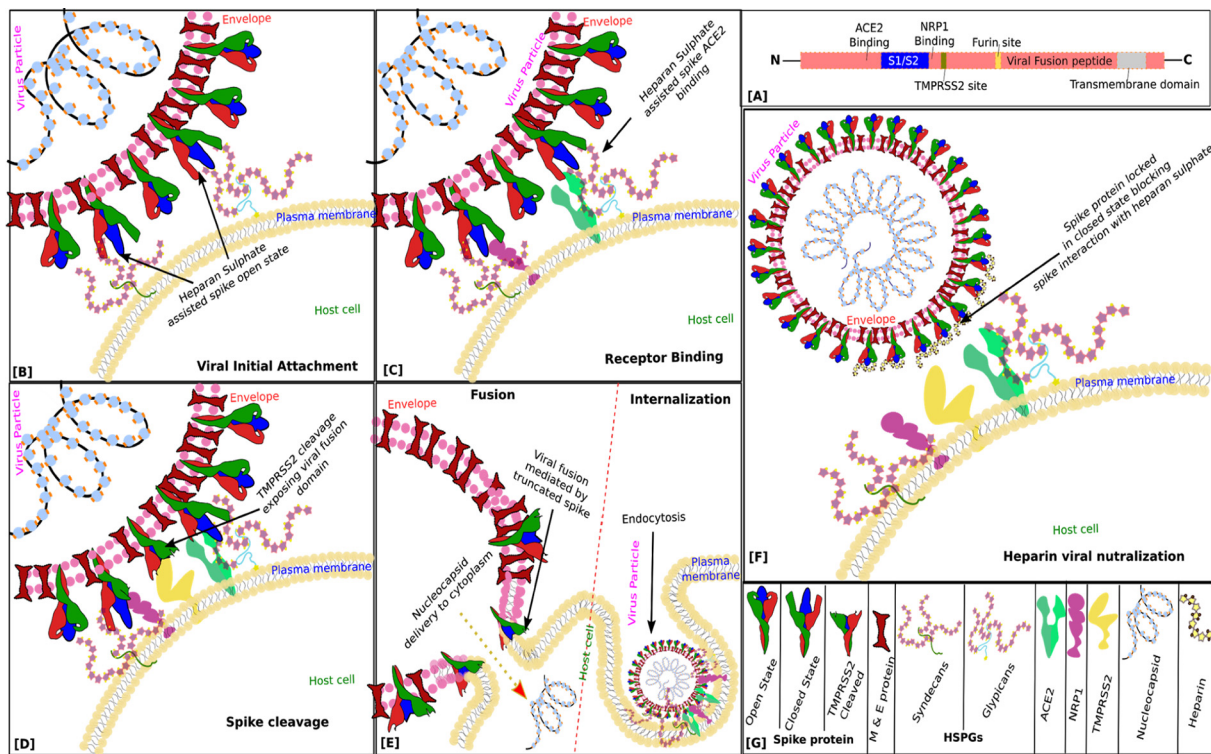 Virus Particle
Envelope
Plasma membrane
Heparan Sulphate
assisted spike open state
Host cell
[B]
Viral Initial Attachment
Virus Particle
Envelope
Heparan Sulphate
assisted spike ACE2
binding
Plasma membrane
Host cell
[C]
Receptor Binding
ACE2
Binding
NRP1
Binding
Furin site
N
S1/S2
Viral Fusion peptide
C
TMPRSS2 site
Transmembrane domain
[A]
Virus Particle
Envelope
Spike protein locked
in closed state blocking
spike interaction with heparan sulphate
Plasma membrane
Host cell
[F]
Heparin viral nutralization
Virus Particle
Envelope
TMPRSS2 cleavage
exposing viral fusion
domain
Plasma membrane
Host cell
[D]
Spike cleavage
Fusion
Internalization
Envelope
Viral fusion
mediated by
truncated spike
Nucleocapsid
delivery to cytoplasm
Host cell
Endocytosis
Virus Particle
Plasma
membrane
[E]
Open State
Closed State
TMPRSS2
Cleaved
M & E protein
Syndecans
Glypicans
ACE2
NRP1
TMPRSS2
Nucleocapsid
Heparin
[G]
Spike protein
HSPGs